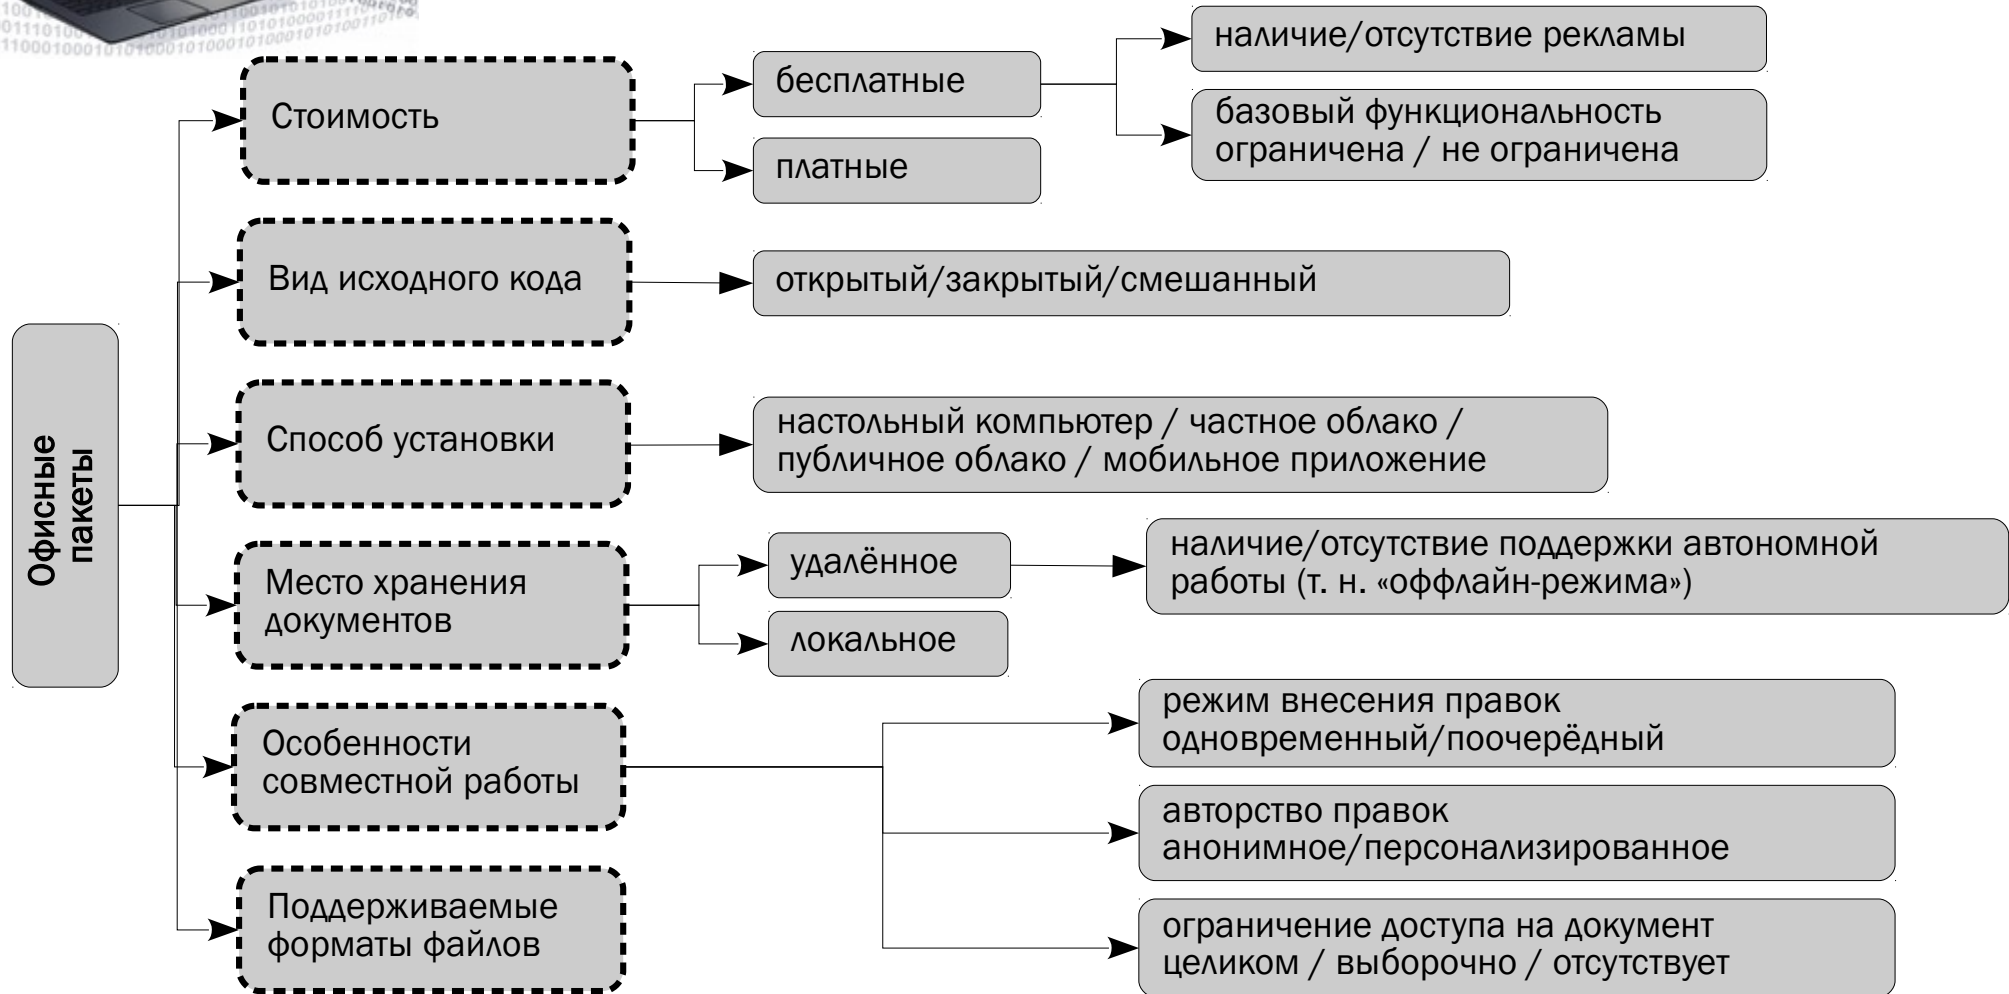 Офисные
пакеты
Стоимость
бесплатные
наличие/отсутствие рекламы
базовый функциональность
ограничена / не ограничена
платные
Вид исходного кода
открытый/закрытый/смешанный
Способ установки
настольный компьютер / частное облако /
публичное облако / мобильное приложение
Место хранения
документов
удалённое
наличие/отсутствие поддержки автономной
работы (т. н. «оффлайн-режима»)
локальное
Особенности
совместной работы
режим внесения правок
одновременный/поочерёдный
авторство правок
анонимное/персонализированное
ограничение доступа на документ
целиком / выборочно / отсутствует
Поддерживаемые
форматы файлов